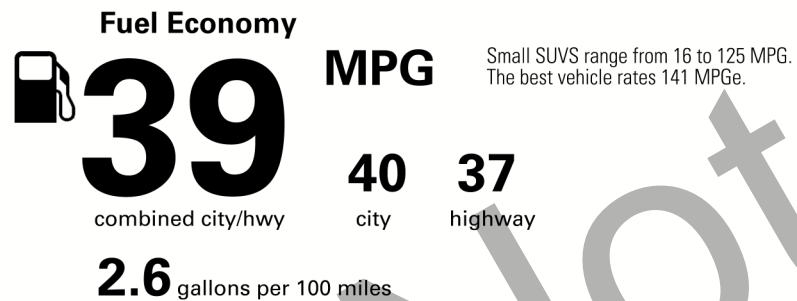 Fuel Economy
39
MPG
Small SUVS range from 16 to 125 MPG.
The best vehicle rates 141 MPGe.
combined city/hwy
40
city
37
highway
2.6 gallons per 100 miles